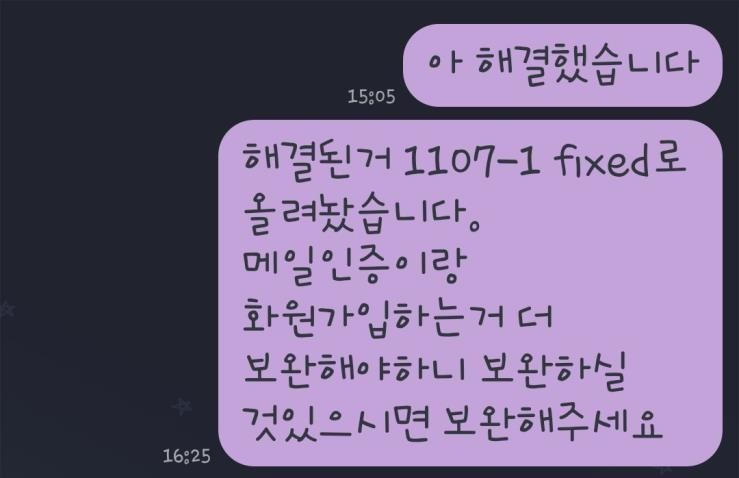 아 해결했습니다
15:05
해결된거 1107-1 fixed로
올려놨습니다。
메일인증이랑
화원가입하는거 더
보완해야하니 보완하실
것있으시면 보완해주세요
16:25